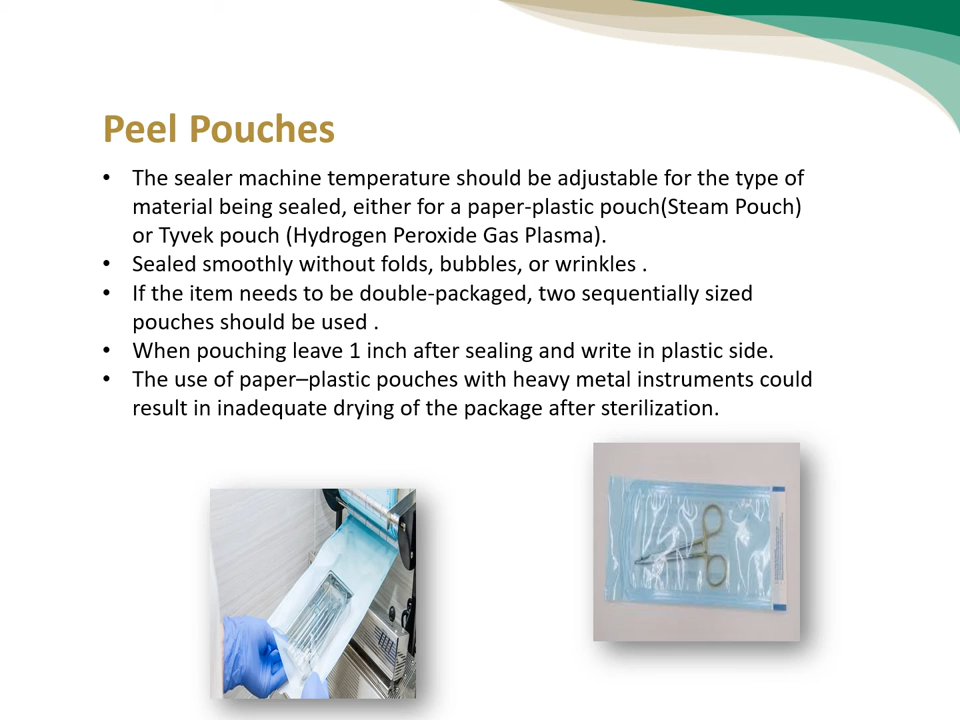 Peel Pouches
• The sealer machine temperature should be adjustable for the type of
material being sealed, either for a paper-plastic pouch(Steam Pouch)
or Tyvek pouch (Hydrogen Peroxide Gas Plasma).
• Sealed smoothly without folds, bubbles, or wrinkles .
• If the item needs to be double-packaged, two sequentially sized
pouches should be used .
• When pouching leave 1 inch after sealing and write in plastic side.
• The use of paper–plastic pouches with heavy metal instruments could
result in inadequate drying of the package after sterilization.